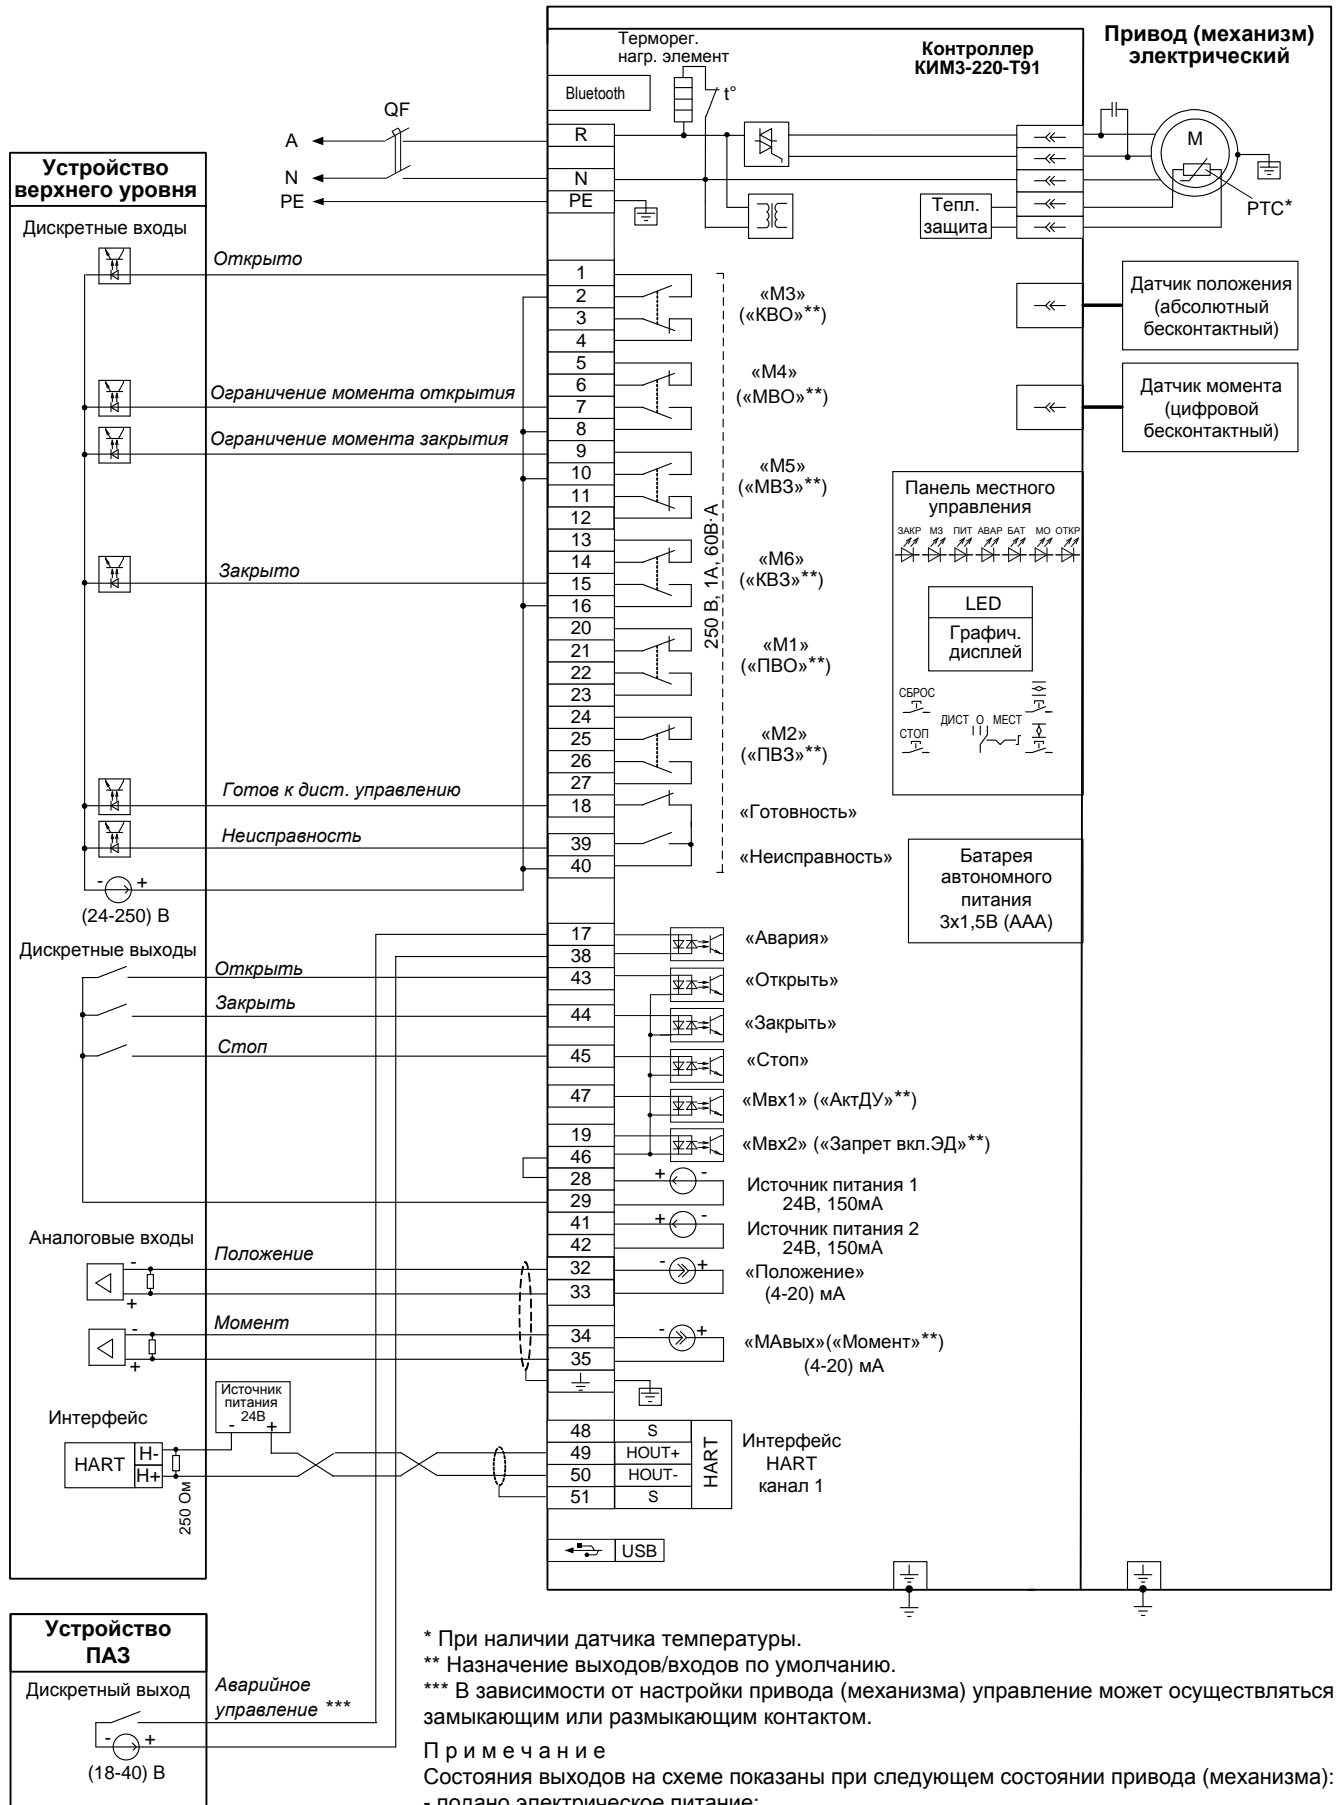 Привод (механизм)
электрический
Контроллер
КИМ3-220-Т91
Терморег.
нагр. элемент
t°
Bluetooth
QF
A
R
N
N
PE
PE
M
PTC*
Тепл.
защита
Устройство
верхнего уровня
Дискретные входы
Открыто
1
2
3
4
«М3»
(«КВО»**)
Датчик положения
(абсолютный
бесконтактный)
5
6
7
8
«М4»
(«МВО»**)
Ограничение момента открытия
Датчик момента
(цифровой
бесконтактный)
Ограничение момента закрытия
9
10
11
12
«М5»
(«МВЗ»**)
250 В, 1А, 60В·А
Панель местного
управления
ЗАКР МЗ ПИТ АВАР БАТ МО ОТКР
LED
Графич.
дисплей
СБРОС
СТОП
ДИСТ О МЕСТ
Закрыто
13
14
15
16
«М6»
(«КВЗ»**)
20
21
22
23
«М1»
(«ПВО»**)
24
25
26
27
«М2»
(«ПВЗ»**)
Готов к дист. управлению
18
«Готовность»
Неисправность
39
40
«Неисправность»
Батарея
автономного
питания
3х1,5В (ААА)
- +
(24-250) В
Дискретные выходы
17
38
«Авария»
Открыть
43
«Открыть»
Закрыть
44
«Закрыть»
Стоп
45
«Стоп»
47
«Мвх1» («АктДУ»**)
19
46
«Мвх2» («Запрет вкл.ЭД»**)
28
29
+ -
Источник питания 1
24В, 150мА
41
42
+ -
Источник питания 2
24В, 150мА
Аналоговые входы
Положение
-
+
32
33
- +
«Положение»
(4-20) мА
Момент
-
+
34
35
- +
«МАвых»(«Момент»**)
(4-20) мА
Источник
питания
24В
- +
Интерфейс
HART
H-
H+
250 Ом
48
49
50
51
S
HOUT+
HOUT-
S
HART
Интерфейс
HART
канал 1
USB
Устройство
ПАЗ
Дискретный выход
Аварийное
управление ***
- +
(18-40) В
* При наличии датчика температуры.
** Назначение выходов/входов по умолчанию.
*** В зависимости от настройки привода (механизма) управление может осуществляться
замыкающим или размыкающим контактом.
П р и м е ч а н и е
Состояния выходов на схеме показаны при следующем состоянии привода (механизма):
- подано электрическое питание;